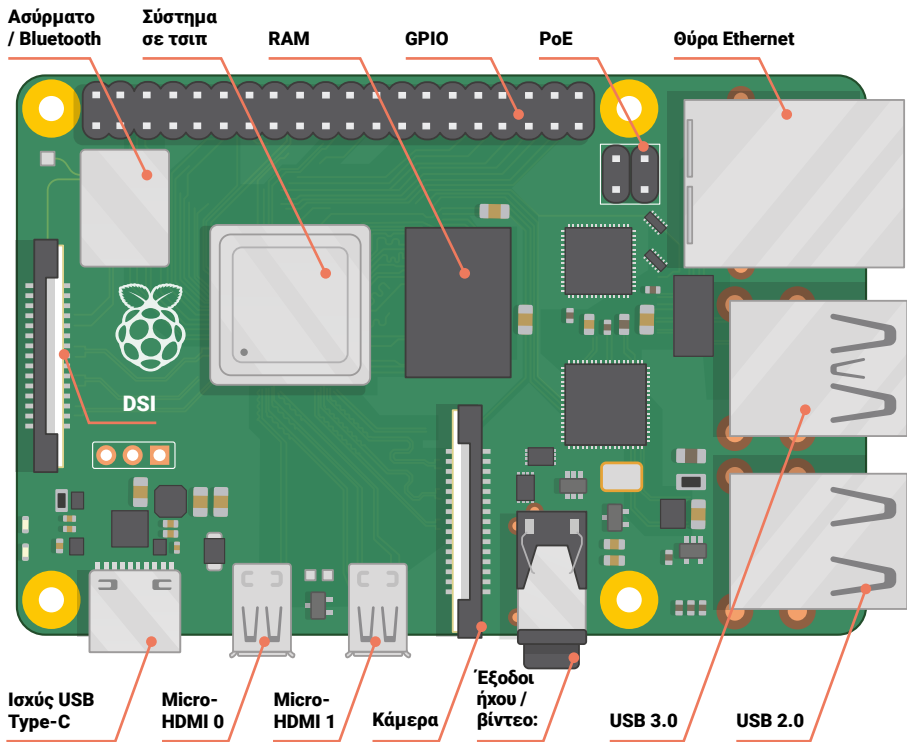 Ασύρματο
/ Bluetooth
Σύστημα
σε τσιπ
RAM
GPIO
PoE
Θύρα Ethernet
DSI
Ισχύς USB
Type-C
Micro-
HDMI 0
Micro-
HDMI 1
Κάμερα
Έξοδοι
ήχου /
βίντεο:
USB 3.0
USB 2.0